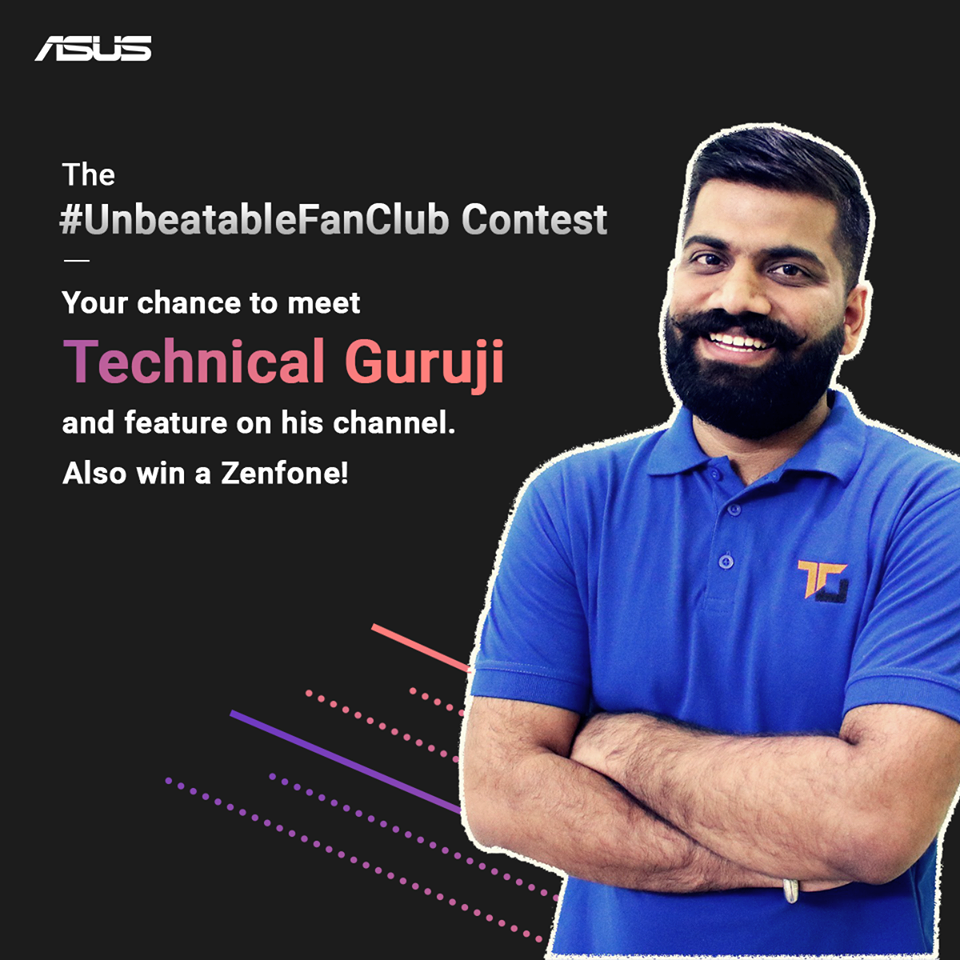 ASUS
The
#UnbeatableFanClub Contest
Your chance to meet
Technical Guruji
and feature on his channel.
Also win a Zenfone!
TG